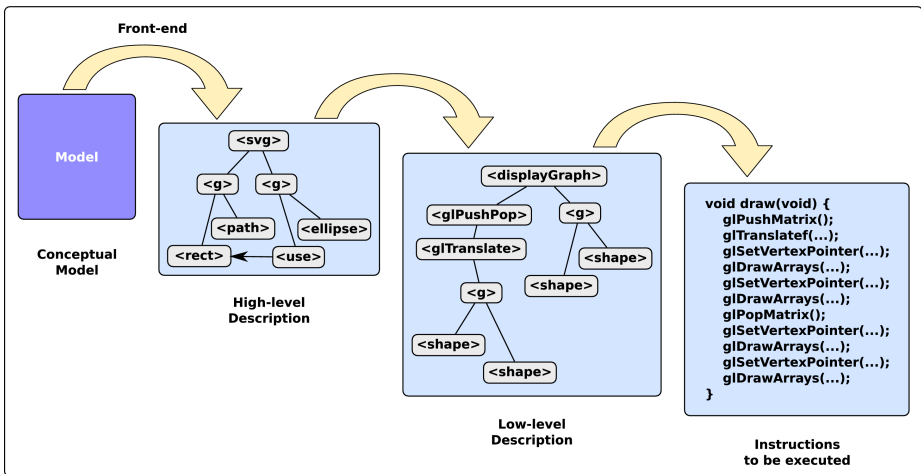 Front-end
Model
Conceptual
Model
<svg>
<g> <g>
<path> <ellipse>
<rect> <use>
High-level
Description
<displayGraph>
<glPushPop> <g>
<glTranslate> <shape>
<g> <shape>
<shape>
<shape>
Low-level
Description
void draw(void) {
glPushMatrix();
glTranslatef(...);
glSetVertexPointer(...);
glDrawArrays(...);
glSetVertexPointer(...);
glDrawArrays(...);
glPopMatrix();
glSetVertexPointer(...);
glDrawArrays(...);
glSetVertexPointer(...);
glDrawArrays(...);
}
Instructions
to be executed